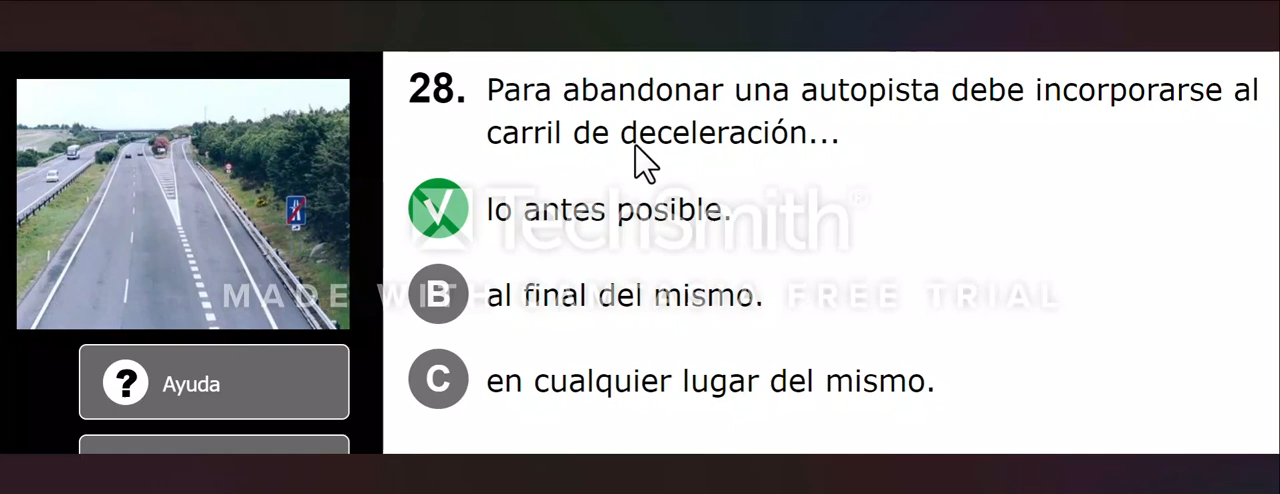 28. Para abandonar una autopista debe incorporarse al
carril de deceleración...
lo antes posible.
TechSmith®
MADE WITH CAMTASIA FREE TRIAL
B al final del mismo.
? Ayuda
C en cualquier lugar del mismo.